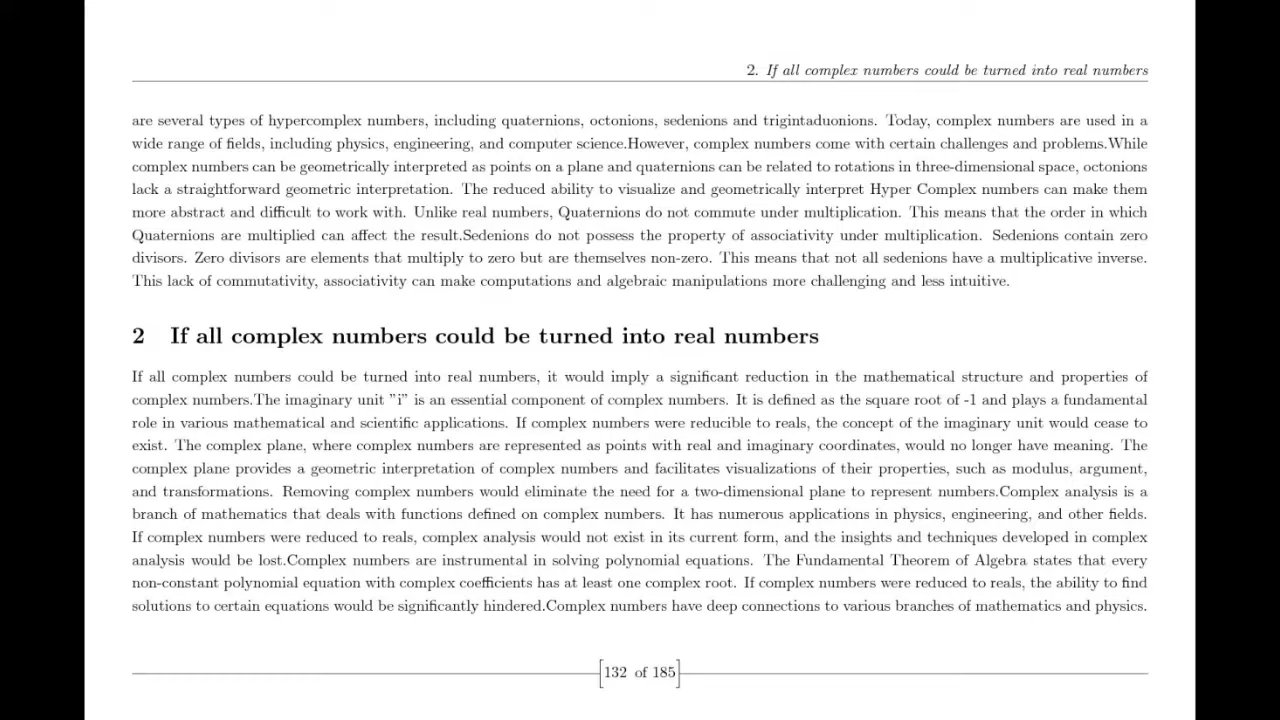 2. If all complex numbers could be turned into real numbers
are several types of hypercomplex numbers, including quaternions, octonions, sedenions and trigintaduonions. Today, complex numbers are used in a
wide range of fields, including physics, engineering, and computer science.However, complex numbers come with certain challenges and problems.While
complex numbers can be geometrically interpreted as points on a plane and quaternions can be related to rotations in three-dimensional space, octonions
lack a straightforward geometric interpretation. The reduced ability to visualize and geometrically interpret Hyper Complex numbers can make them
more abstract and difficult to work with. Unlike real numbers, Quaternions do not commute under multiplication. This means that the order in which
Quaternions are multiplied can affect the result.Sedenions do not possess the property of associativity under multiplication. Sedenions contain zero
divisors. Zero divisors are elements that multiply to zero but are themselves non-zero. This means that not all sedenions have a multiplicative inverse.
This lack of commutativity, associativity can make computations and algebraic manipulations more challenging and less intuitive.
2 If all complex numbers could be turned into real numbers
If all complex numbers could be turned into real numbers, it would imply a significant reduction in the mathematical structure and properties of
complex numbers.The imaginary unit ”i” is an essential component of complex numbers. It is defined as the square root of -1 and plays a fundamental
role in various mathematical and scientific applications. If complex numbers were reducible to reals, the concept of the imaginary unit would cease to
exist. The complex plane, where complex numbers are represented as points with real and imaginary coordinates, would no longer have meaning. The
complex plane provides a geometric interpretation of complex numbers and facilitates visualizations of their properties, such as modulus, argument,
and transformations. Removing complex numbers would eliminate the need for a two-dimensional plane to represent numbers.Complex analysis is a
branch of mathematics that deals with functions defined on complex numbers. It has numerous applications in physics, engineering, and other fields.
If complex numbers were reduced to reals, complex analysis would not exist in its current form, and the insights and techniques developed in complex
analysis would be lost.Complex numbers are instrumental in solving polynomial equations. The Fundamental Theorem of Algebra states that every
non-constant polynomial equation with complex coefficients has at least one complex root. If complex numbers were reduced to reals, the ability to find
solutions to certain equations would be significantly hindered.Complex numbers have deep connections to various branches of mathematics and physics.
[132 of 185]